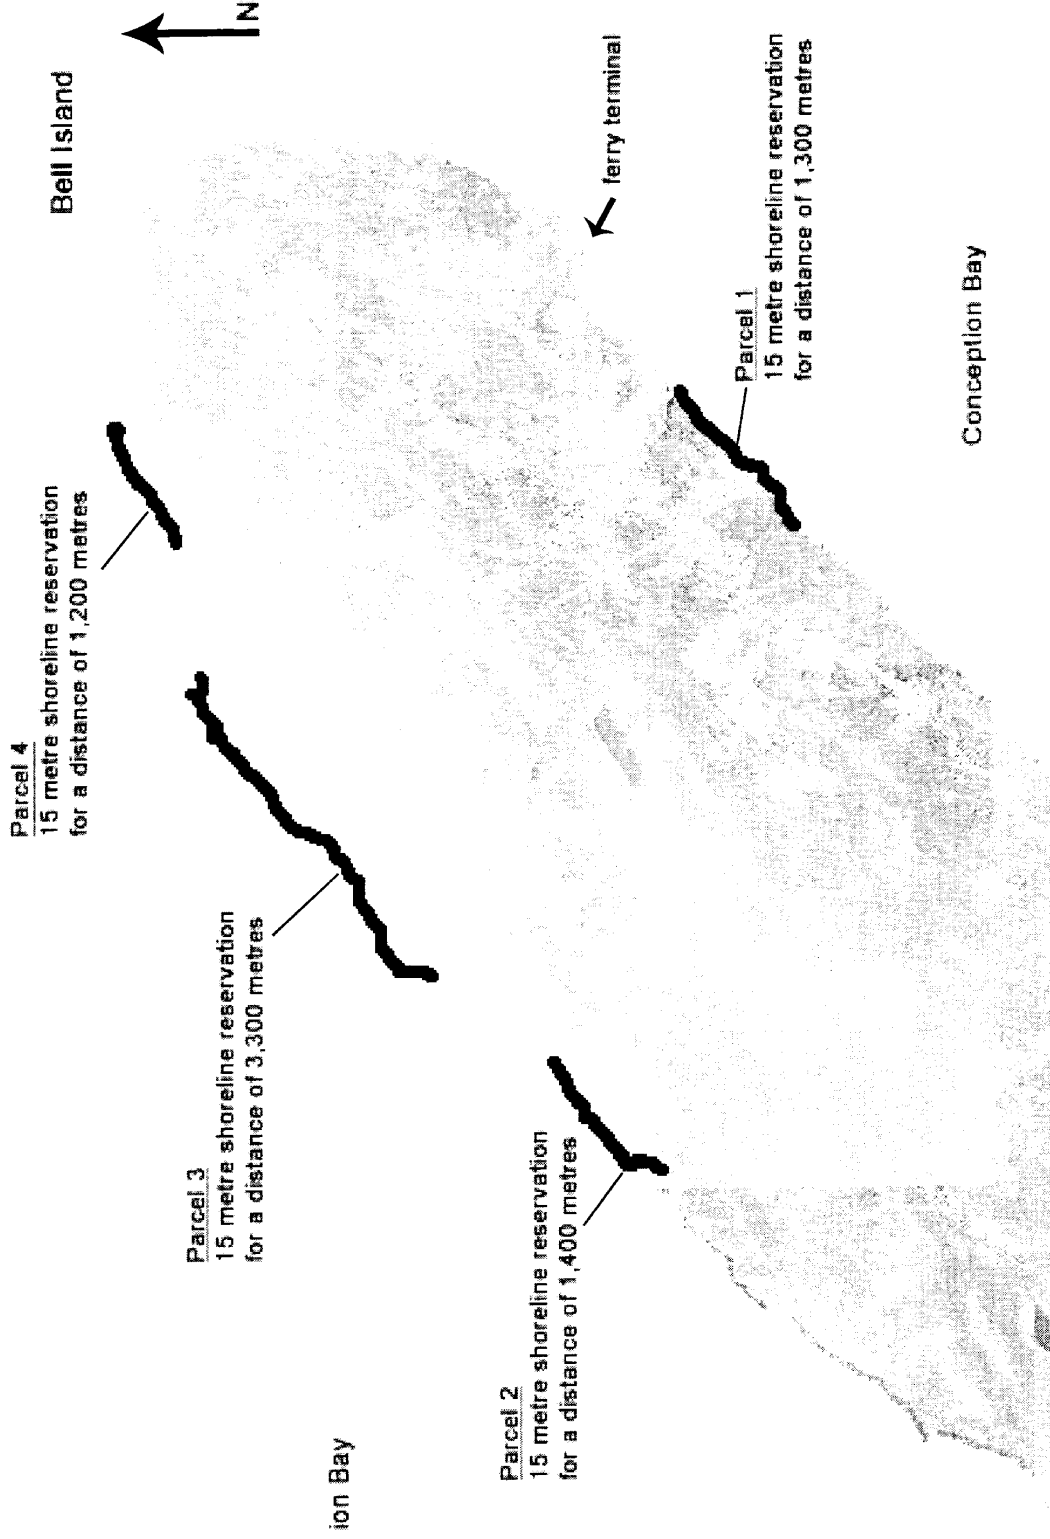 Bell Island
N
Parcel 4
15 metre shoreline reservation
for a distance of 1,200 metres
Parcel 3
15 metre shoreline reservation
for a distance of 3,300 metres
ferry terminal
Parcel 1
15 metre shoreline reservation
for a distance of 1,300 metres
Parcel 2
15 metre shoreline reservation
for a distance of 1,400 metres
ion Bay
Conception Bay